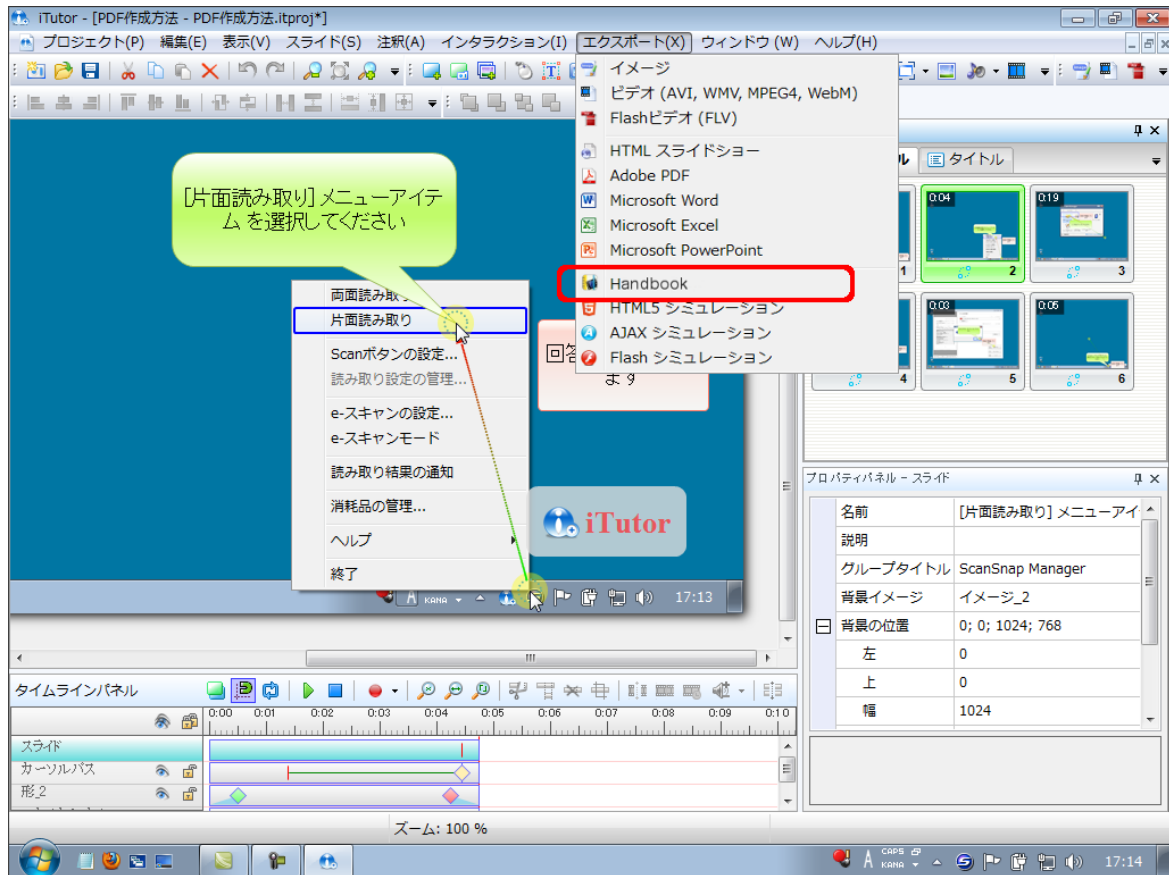 iTutor - [PDF作成方法 - PDF作成方法.itproj*]
プロジェクト(P) 編集(E) 表示(V) スライド(S) 注釈(A) インタラクション(I) エクスポート(X) ウィンドウ (W) ヘルプ(H)
イメージ
ビデオ (AVI, WMV, MPEG4, WebM)
Flashビデオ (FLV)
HTML スライドショー
Adobe PDF
Microsoft Word
Microsoft Excel
Microsoft PowerPoint
Handbook
HTML5 シミュレーション
AJAX シミュレーション
Flash シミュレーション
[片面読み取り] メニューアイテ
ム を選択してください
両面読み取り
片面読み取り
Scanボタンの設定...
読み取り設定の管理...
e-スキャンの設定...
e-スキャンモード
読み取り結果の通知
消耗品の管理...
ヘルプ
終了
ます
iTutor
A KANA 17:13
ル タイトル
0:04 0:19
1 2 3
0:03 0:05
4 5 6
プロパティパネル - スライド
名前 [片面読み取り] メニューアイ
説明
グループタイトル ScanSnap Manager
背景イメージ イメージ_2
背景の位置 0; 0; 1024; 768
左 0
上 0
幅 1024
タイムラインパネル
0:00 0:01 0:02 0:03 0:04 0:05 0:06 0:07 0:08 0:09 0:10
スライド
カーソルパス
形_2
ズーム: 100 %
A CAPS KANA 17:14